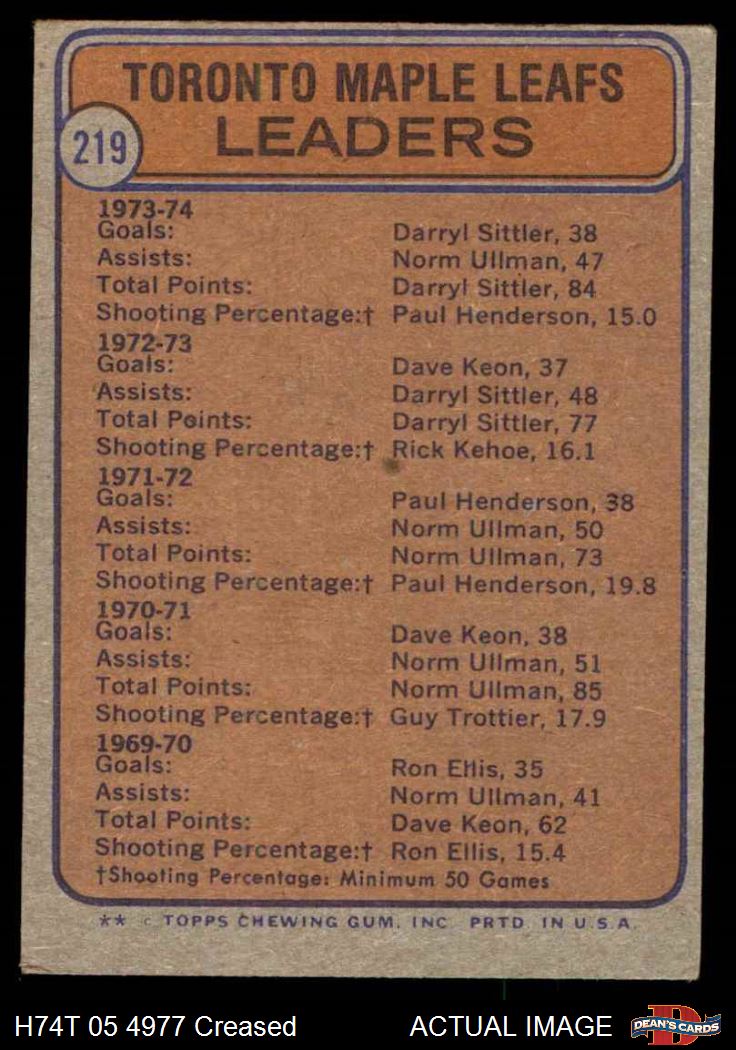 TORONTO MAPLE LEAFS
LEADERS
219
1973-74
Goals: Darryl Sittler, 38
Assists: Norm Ullman, 47
Total Points: Darryl Sittler, 84
Shooting Percentage:† Paul Henderson, 15.0
1972-73
Goals: Dave Keon, 37
Assists: Darryl Sittler, 48
Total Points: Darryl Sittler, 77
Shooting Percentage:† Rick Kehoe, 16.1
1971-72
Goals: Paul Henderson, 38
Assists: Norm Ullman, 50
Total Points: Norm Ullman, 73
Shooting Percentage:† Paul Henderson, 19.8
1970-71
Goals: Dave Keon, 38
Assists: Norm Ullman, 51
Total Points: Norm Ullman, 85
Shooting Percentage:† Guy Trottier, 17.9
1969-70
Goals: Ron Ellis, 35
Assists: Norm Ullman, 41
Total Points: Dave Keon, 62
Shooting Percentage:† Ron Ellis, 15.4
†Shooting Percentage: Minimum 50 Games
** © TOPPS CHEWING GUM, INC. PRTD. IN U.S.A.
H74T 05 4977 Creased ACTUAL IMAGE
D
DEAN'S CARDS